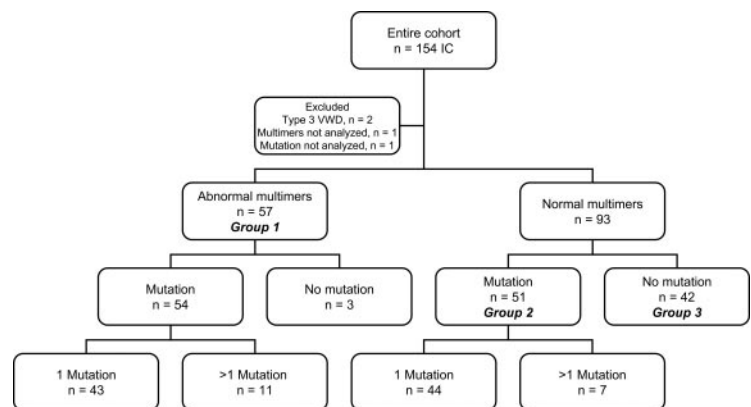 Entire cohort
n = 154 IC
Excluded
Type 3 VWD, n = 2
Multimers not analyzed, n = 1
Mutation not analyzed, n = 1
Abnormal multimers
n = 57
Group 1
Normal multimers
n = 93
Mutation
n = 54
No mutation
n = 3
Mutation
n = 51
Group 2
No mutation
n = 42
Group 3
1 Mutation
n = 43
>1 Mutation
n = 11
1 Mutation
n = 44
>1 Mutation
n = 7